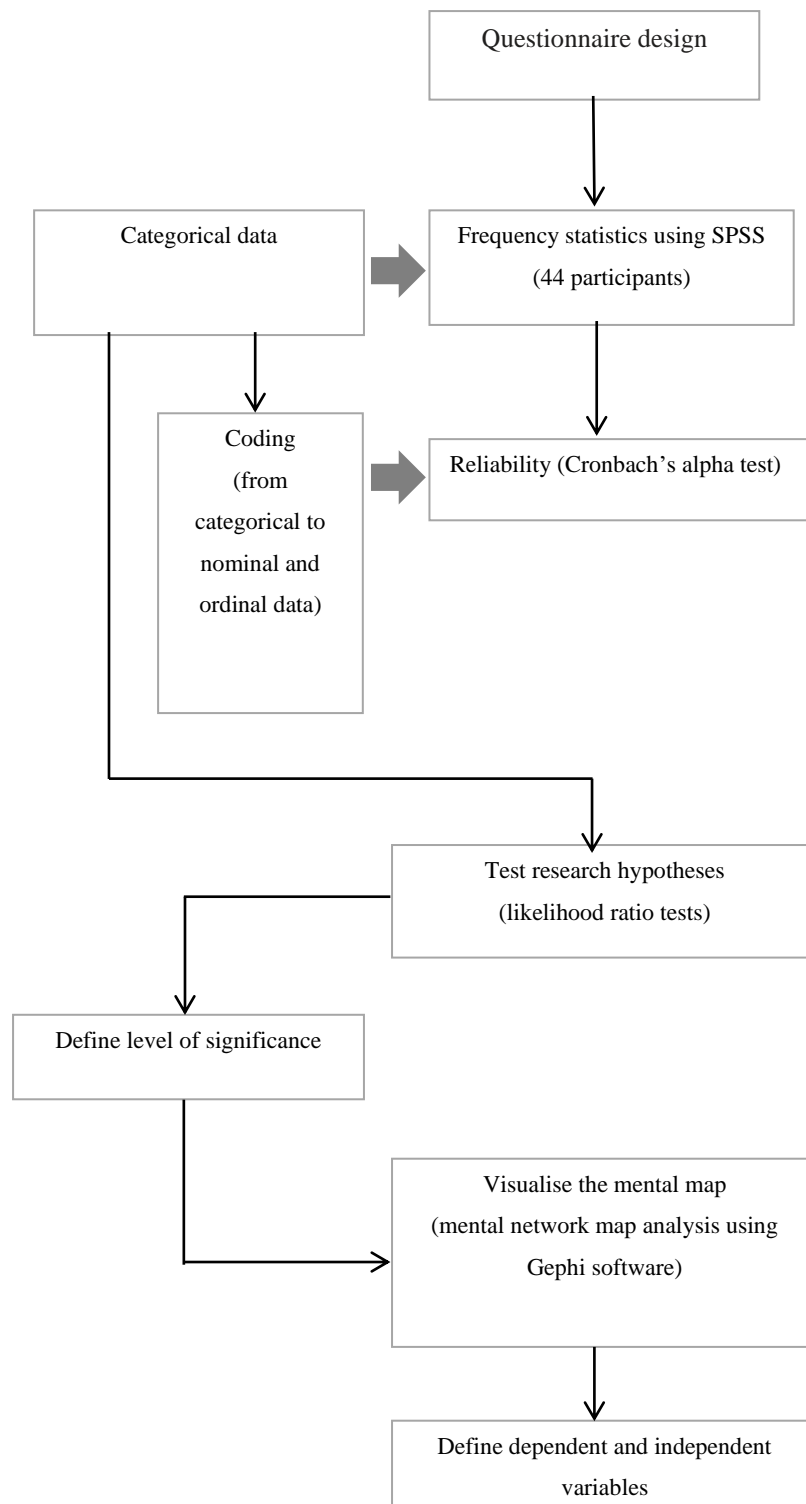 Questionnaire design
Categorical data
Frequency statistics using SPSS
(44 participants)
Coding
(from
categorical to
nominal and
ordinal data)
Reliability (Cronbach’s alpha test)
Test research hypotheses
(likelihood ratio tests)
Define level of significance
Visualise the mental map
(mental network map analysis using
Gephi software)
Define dependent and independent
variables